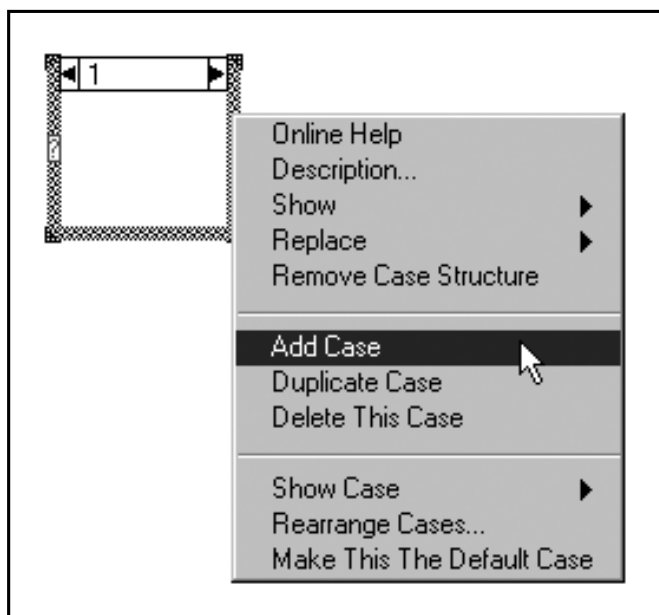 1
?
Online Help
Description...
Show
Replace
Remove Case Structure
Add Case
Duplicate Case
Delete This Case
Show Case
Rearrange Cases...
Make This The Default Case